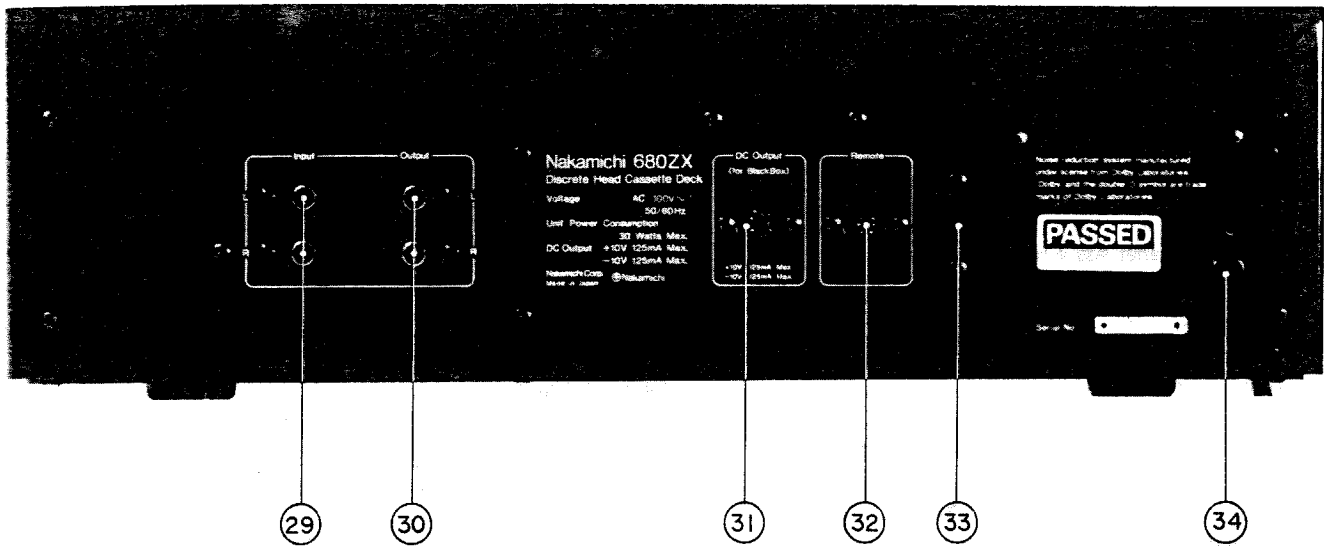 Input Output
L L
R R
Nakamichi 680ZX
Discrete Head Cassette Deck
Voltage AC 100V~
50/60Hz
Unit Power Consumption
30 Watts Max.
DC Output +10V 125mA Max.
−10V 125mA Max.
Nakamichi Corp.
Made in Japan
Nakamichi
DC Output
(for BlackBox)
+10V 125mA Max.
−10V 125mA Max.
Remote
Noise reduction system manufactured
under license from Dolby Laboratories.
Dolby and the double D symbol are trade
marks of Dolby Laboratories.
PASSED
Serial No.
29 30 31 32 33 34